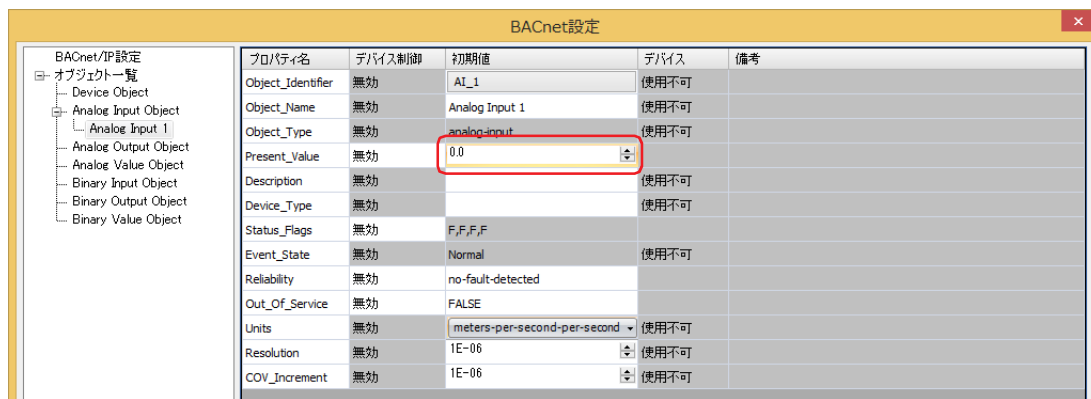 BACnet設定
BACnet/IP設定
オブジェクト一覧
Device Object
Analog Input Object
Analog Input 1
Analog Output Object
Analog Value Object
Binary Input Object
Binary Output Object
Binary Value Object
プロパティ名 デバイス制御 初期値 デバイス 備考
Object_Identifier 無効 AI_1 使用不可
Object_Name 無効 Analog Input 1 使用不可
Object_Type 無効 analog-input 使用不可
Present_Value 無効 0.0
Description 無効 使用不可
Device_Type 無効 使用不可
Status_Flags 無効 F,F,F,F
Event_State 無効 Normal 使用不可
Reliability 無効 no-fault-detected
Out_Of_Service 無効 FALSE
Units 無効 meters-per-second-per-second 使用不可
Resolution 無効 1E-06 使用不可
COV_Increment 無効 1E-06 使用不可